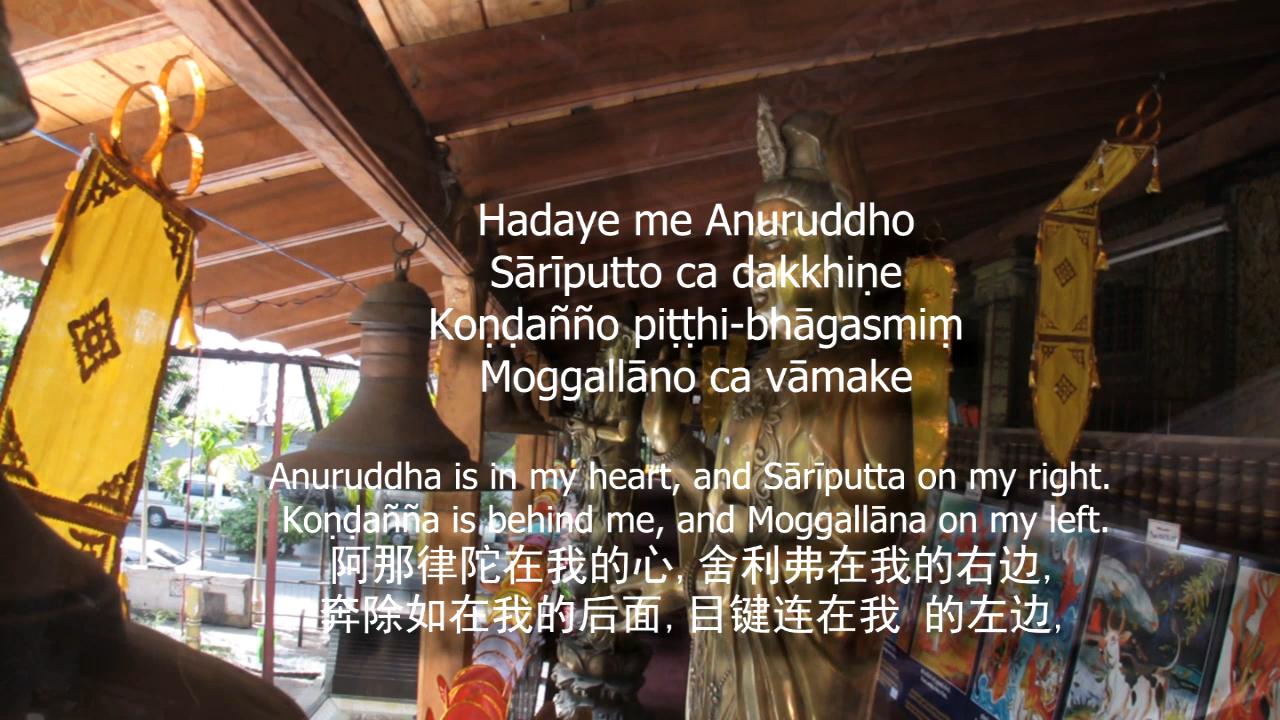 Hadaye me Anuruddho
Sārīputto ca dakkhiṇe
Koṇḍañño piṭṭhi-bhāgasmiṃ
Moggallāno ca vāmake
Anuruddha is in my heart, and Sārīputta on my right.
Koṇḍañña is behind me, and Moggallāna on my left.
阿那律陀在我的心, 舍利弗在我的右边,
奔除如在我的后面, 目键连在我 的左边,